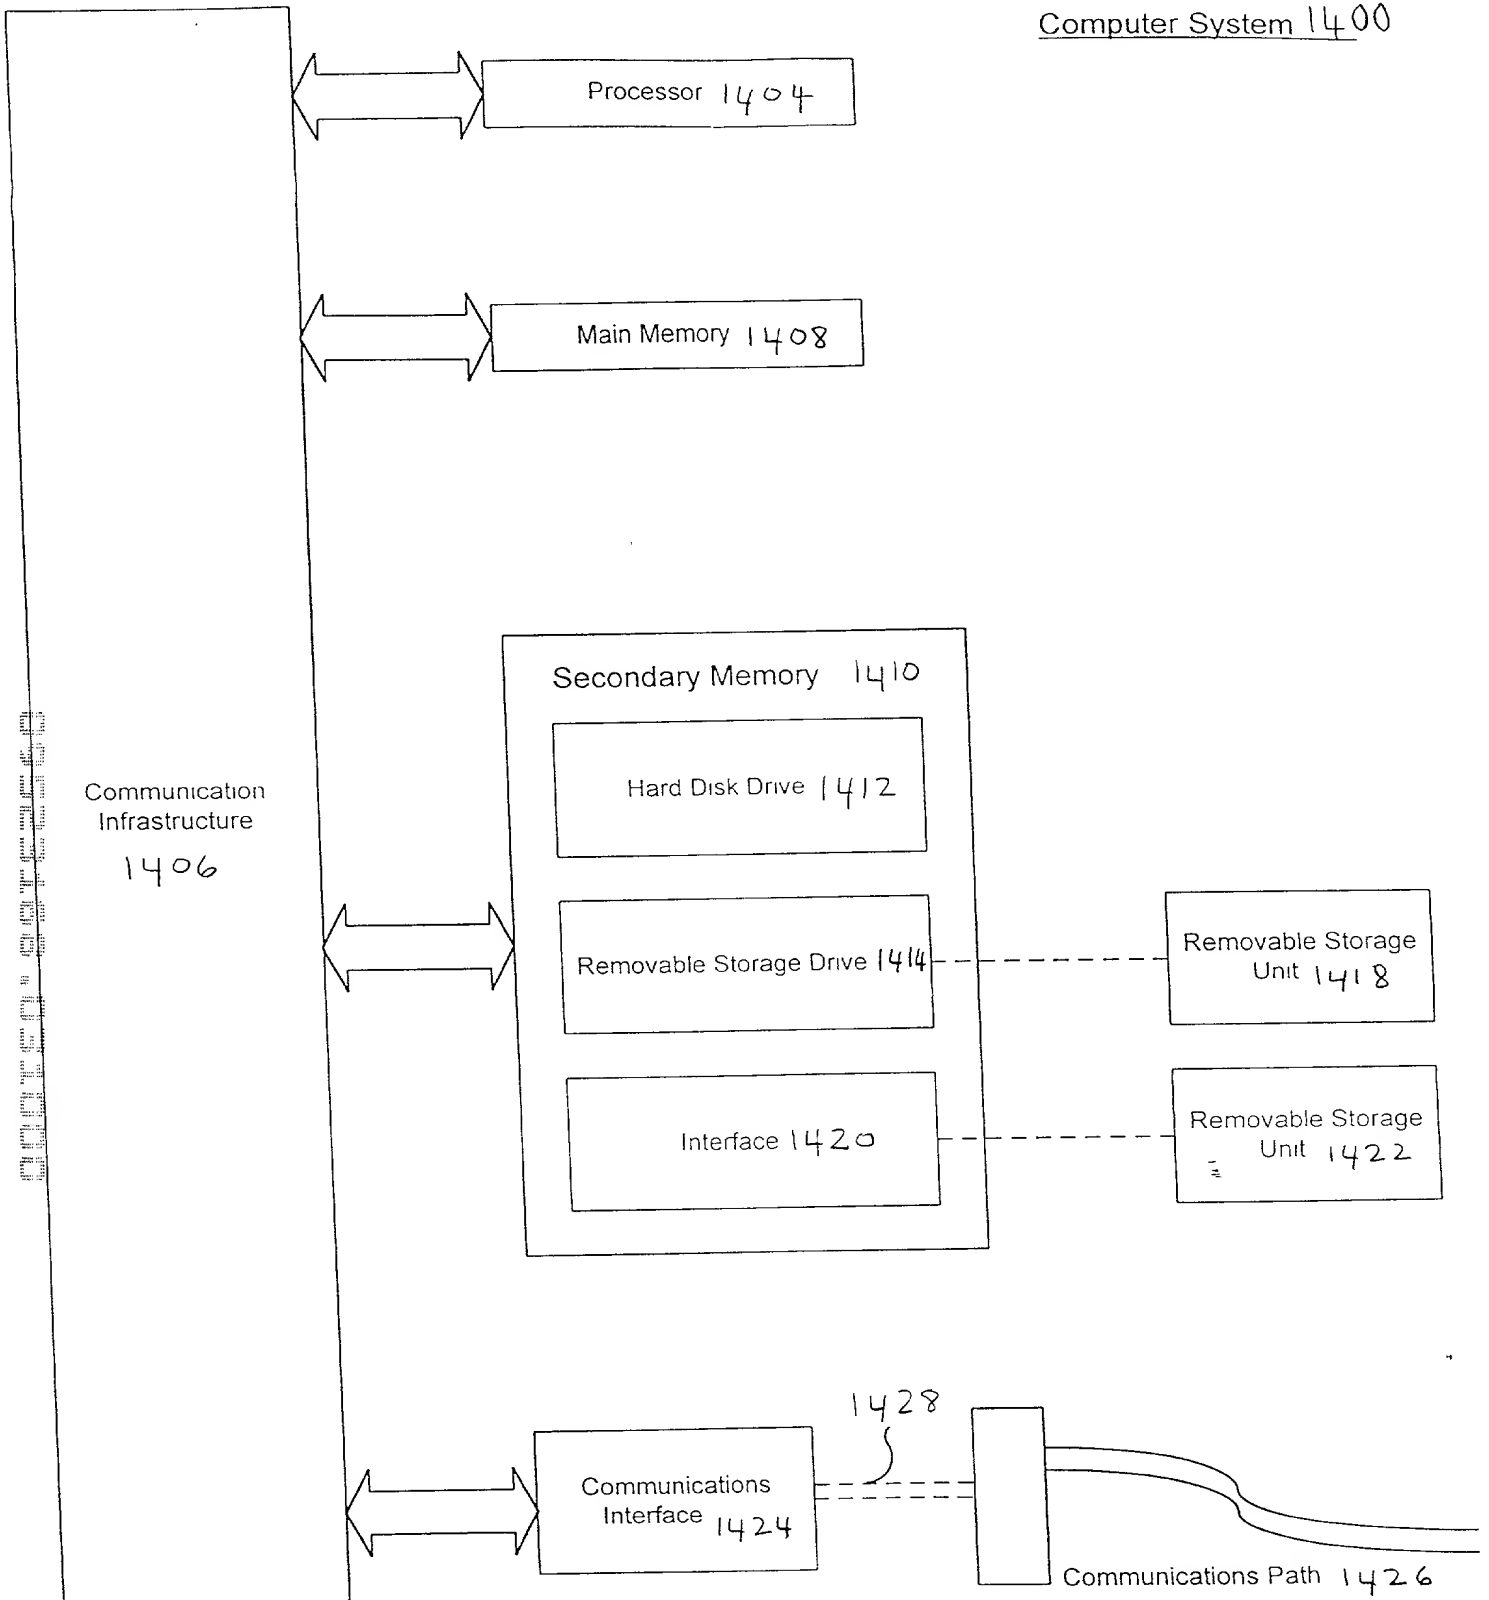 Computer System 1400
Processor 1404
Main Memory 1408
Secondary Memory 1410
Hard Disk Drive 1412
Communication
Infrastructure
1406
Removable Storage Drive 1414
Removable Storage
Unit 1418
Interface 1420
Removable Storage
Unit 1422
1428
Communications
Interface 1424
Communications Path 1426